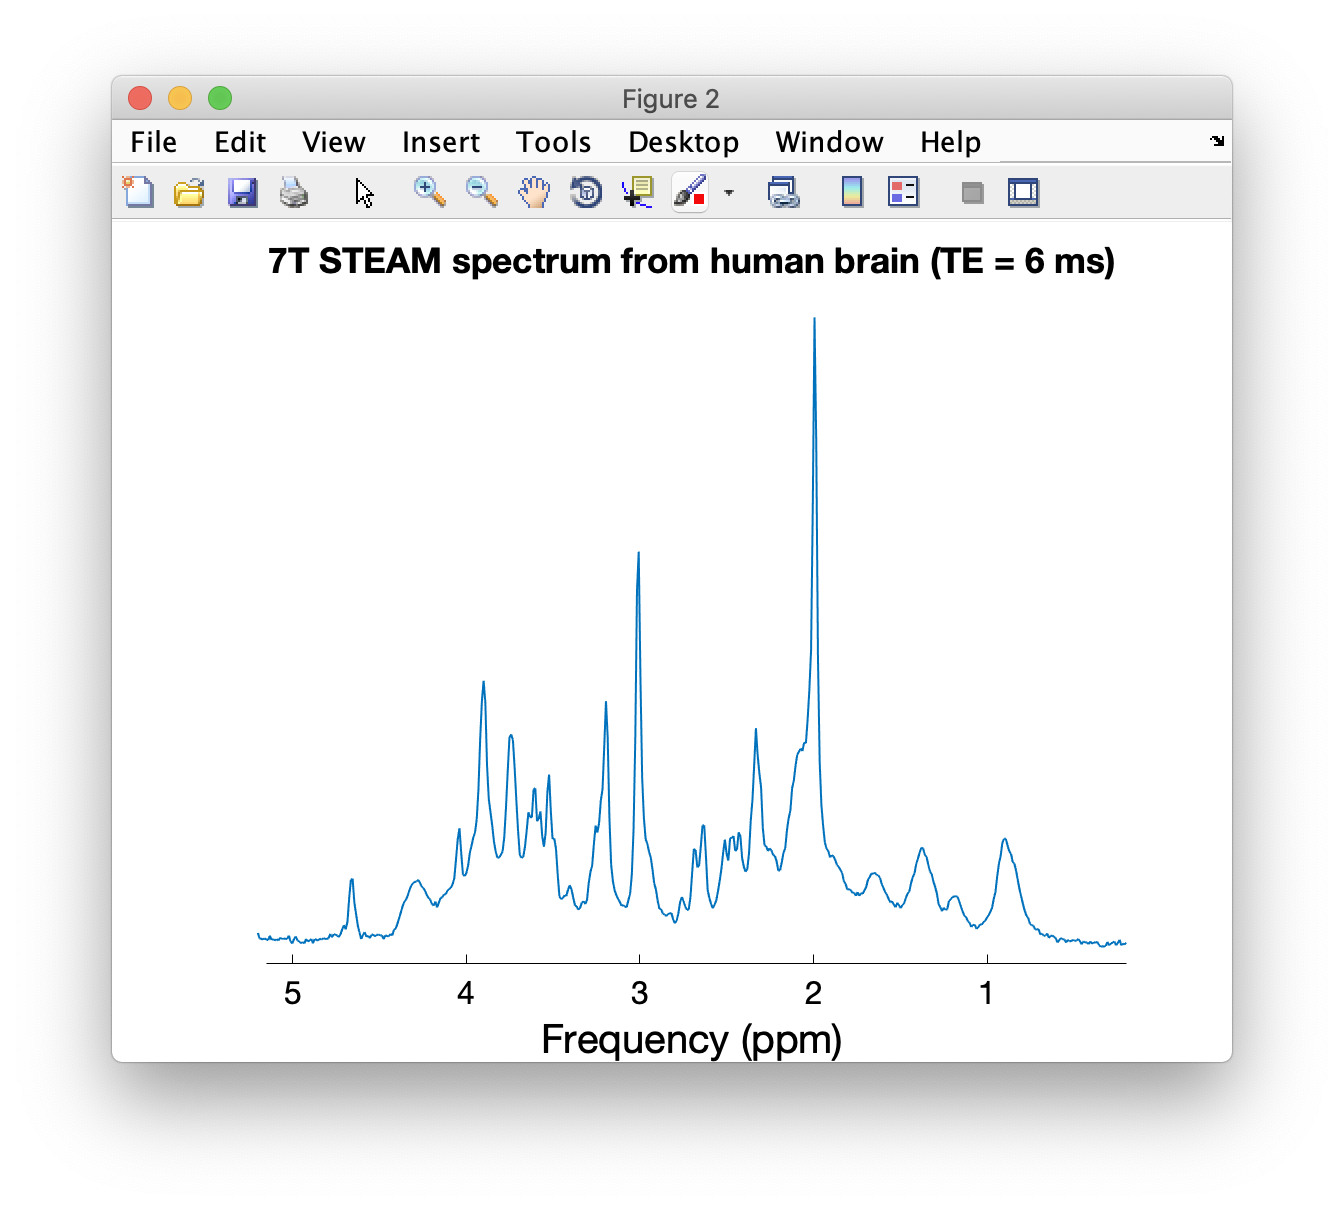 Figure 2
File Edit View Insert Tools Desktop Window Help
7T STEAM spectrum from human brain (TE = 6 ms)
5 4 3 2 1
Frequency (ppm)